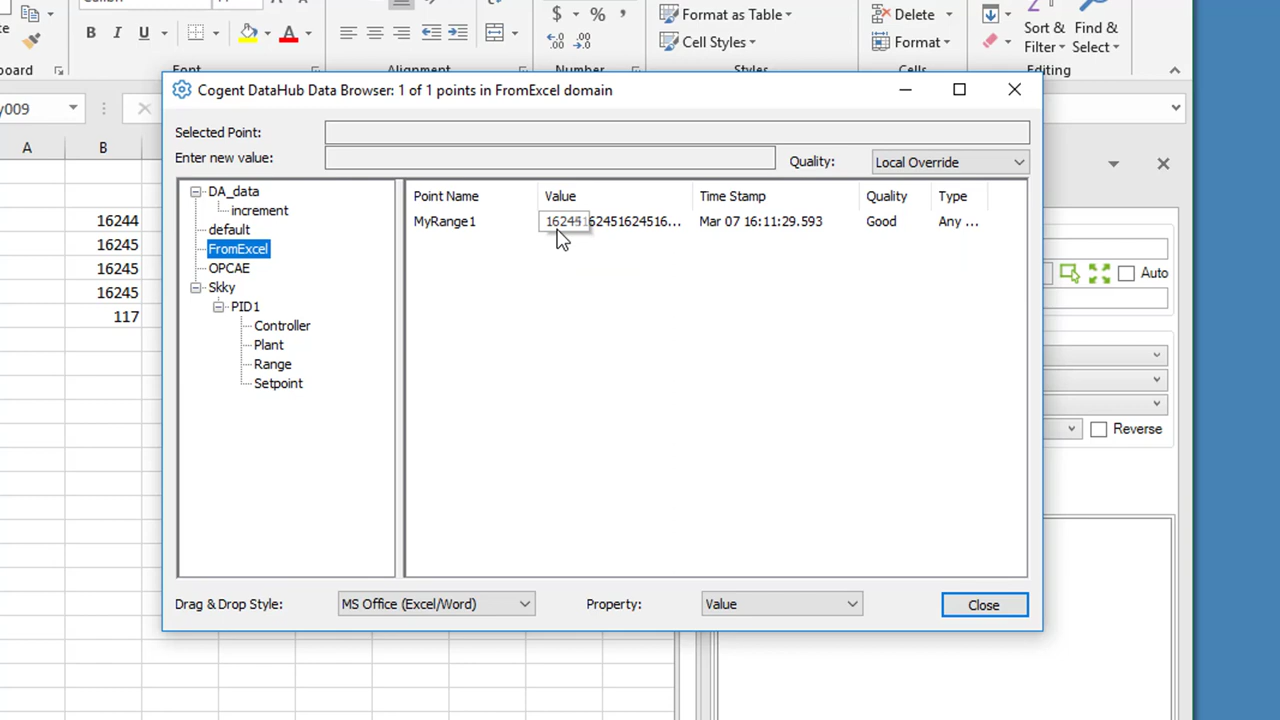 B I U
$ % ,
Format as Table
Cell Styles
Delete
Format
Sort & Find &
Filter Select
Font
Alignment
Number
Styles
Cells
Editing
Cogent DataHub Data Browser: 1 of 1 points in FromExcel domain
Selected Point:
Enter new value:
Quality:
Local Override
A B
16244
16245
16245
16245
117
DA_data
increment
default
FromExcel
OPCAE
Skky
PID1
Controller
Plant
Range
Setpoint
Point Name Value Time Stamp Quality Type
MyRange1 Mar 07 16:11:29.593 Good Any ...
Auto
Reverse
Drag & Drop Style:
MS Office (Excel/Word)
Property:
Value
Close